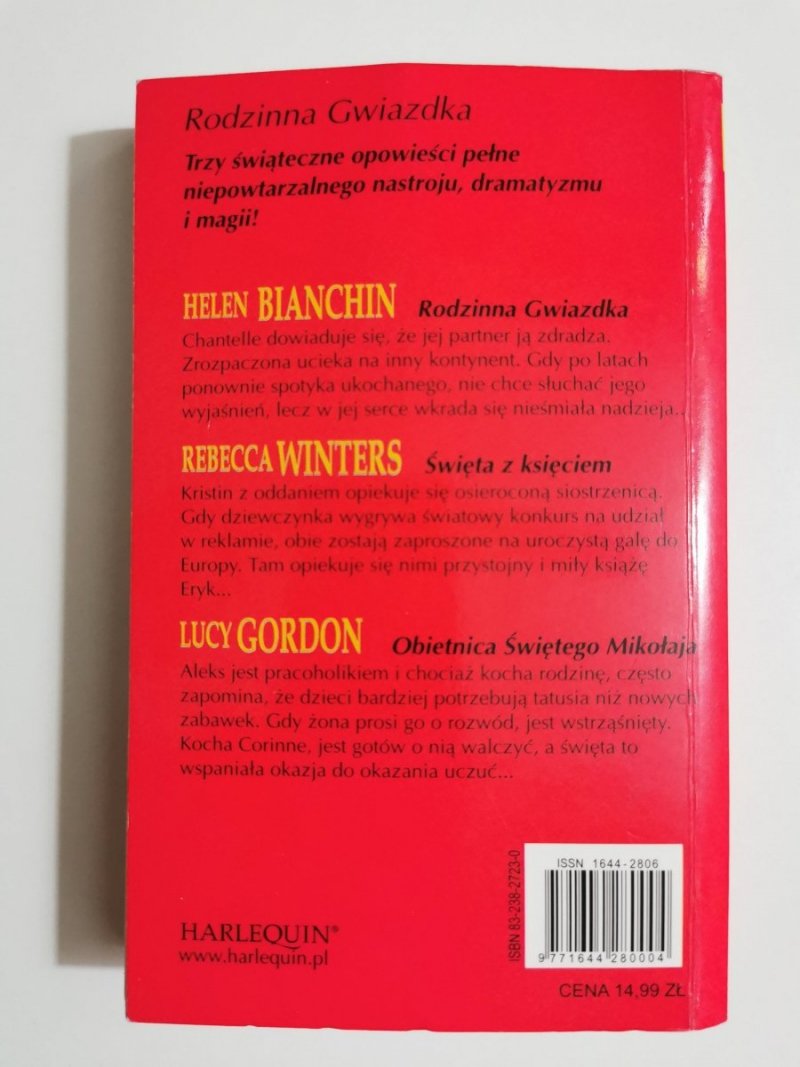 Rodzinna Gwiazdka
Trzy świąteczne opowieści pełne
niepowtarzalnego nastroju, dramatyzmu
i magii!
HELEN BIANCHIN Rodzinna Gwiazdka
Chantelle dowiaduje się, że jej partner ją zdradza.
Zrozpaczona ucieka na inny kontynent. Gdy po latach
ponownie spotyka ukochanego, nie chce słuchać jego
wyjaśnień, lecz w jej serce wkrada się nieśmiała nadzieja...
REBECCA WINTERS Święta z księciem
Kristin z oddaniem opiekuje się osieroconą siostrzenicą.
Gdy dziewczynka wygrywa światowy konkurs na udział
w reklamie, obie zostają zaproszone na uroczystą galę do
Europy. Tam opiekuje się nimi przystojny i miły książę
Eryk...
LUCY GORDON Obietnica Świętego Mikołaja
Aleks jest pracoholikiem i chociaż kocha rodzinę, często
zapomina, że dzieci bardziej potrzebują tatusia niż nowych
zabawek. Gdy żona prosi go o rozwód, jest wstrząśnięty.
Kocha Corinne, jest gotów o nią walczyć, a święta to
wspaniała okazja do okazania uczuć...
ISSN 1644-2806
ISBN 83-238-2723-0
9 771644 280004
HARLEQUIN®
www.harlequin.pl
CENA 14,99 ZŁ